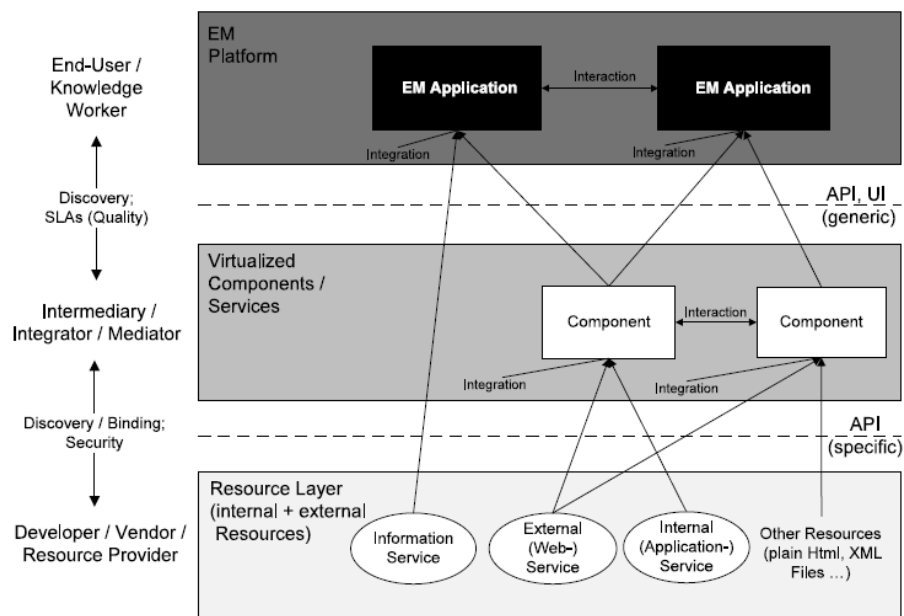 EM
Platform
End-User /
Knowledge
Worker
EM Application
Interaction
EM Application
Integration
Integration
Discovery;
SLAs (Quality)
API, UI
(generic)
Virtualized
Components /
Services
Intermediary /
Integrator / Mediator
Component
Interaction
Component
Integration
Integration
Discovery / Binding;
Security
API
(specific)
Resource Layer
(internal + external
Resources)
Developer / Vendor /
Resource Provider
Information
Service
External
(Web-)
Service
Internal
(Application-)
Service
Other Resources
(plain Html, XML
Files ...)